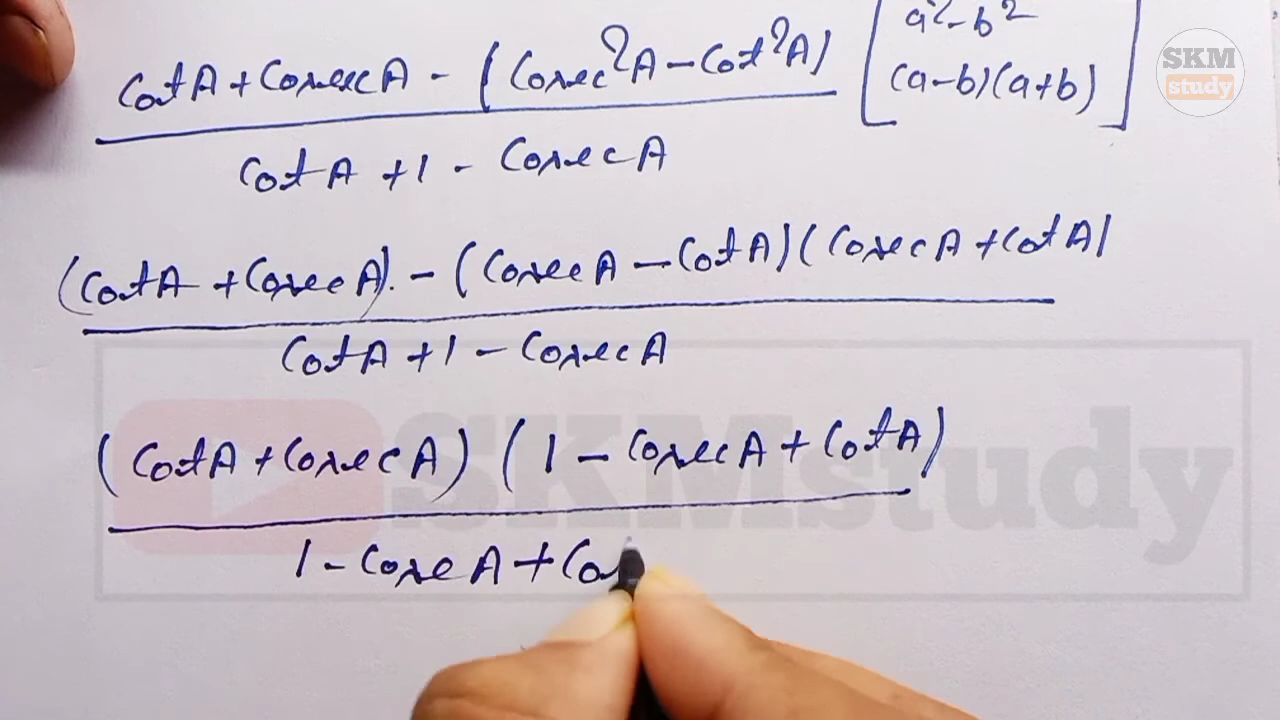 CotA + CosecA - (Cosec²A - Cot²A)
a² - b²
(a-b)(a+b)
SKM
study
CotA + 1 - CosecA
(CotA + CosecA). - (CosecA - CotA)(CosecA + CotA)
CotA + 1 - CosecA
(CotA + CosecA) (1 - CosecA + CotA)
SKMstudy
1 - CosecA + Cot